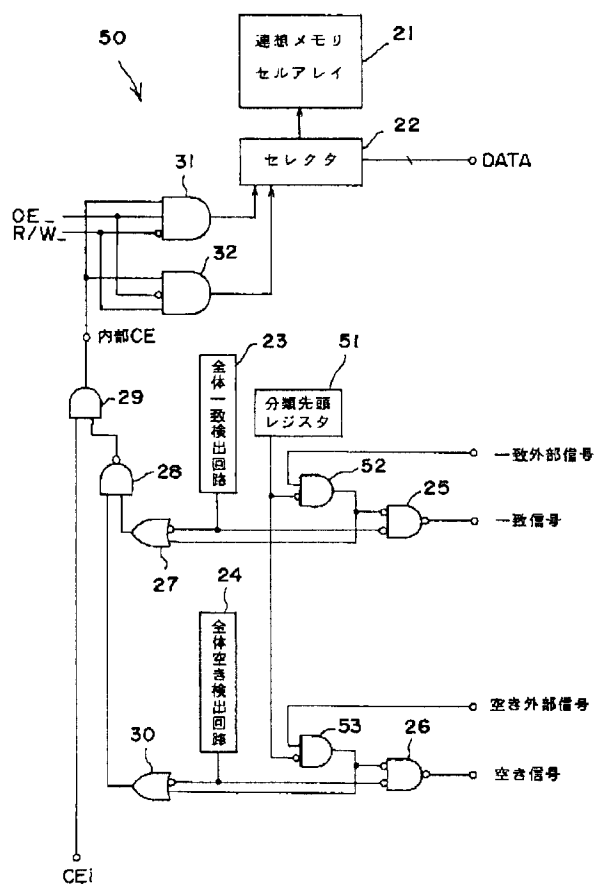 50
連想メモリ
セルアレイ
21
セレクタ
22
DATA
31
OE_
R/W_
32
内部CE
29
28
27
全体一致検出回路
23
分類先頭
レジスタ
51
52
25
一致外部信号
一致信号
全体空き検出回路
24
30
53
26
空き外部信号
空き信号
CEi